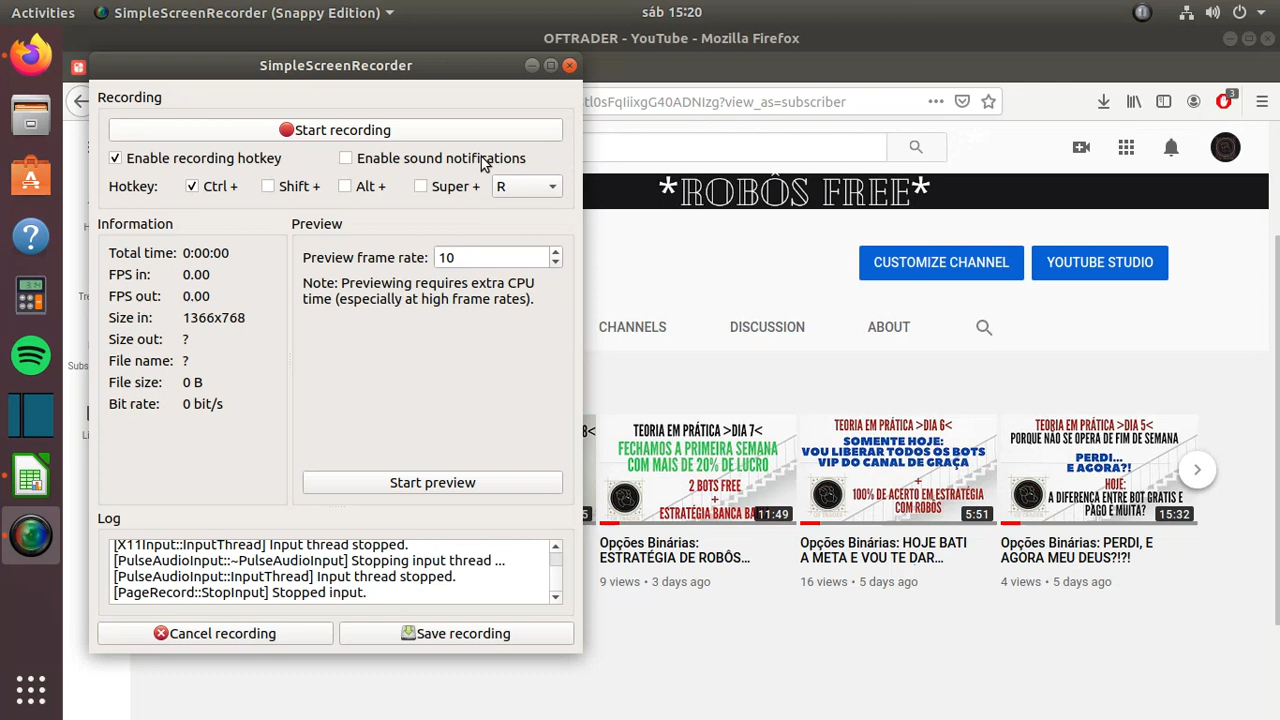 Activities
SimpleScreenRecorder (Snappy Edition)
sáb 15:20
OFTRADER - YouTube - Mozilla Firefox
SimpleScreenRecorder
tl0sFqIiixgG40ADNIzg?view_as=subscriber
3
Recording
Start recording
Enable recording hotkey
Enable sound notifications
Hotkey:
Ctrl +
Shift +
Alt +
Super +
R
*ROBÔS FREE*
Information
Total time: 0:00:00
FPS in: 0.00
FPS out: 0.00
Size in: 1366x768
Size out: ?
File name: ?
File size: 0 B
Bit rate: 0 bit/s
Preview
Preview frame rate: 10
Note: Previewing requires extra CPU
time (especially at high frame rates).
Start preview
CUSTOMIZE CHANNEL
YOUTUBE STUDIO
CHANNELS
DISCUSSION
ABOUT
Log
[X11Input::InputThread] Input thread stopped.
[PulseAudioInput::~PulseAudioInput] Stopping input thread ...
[PulseAudioInput::InputThread] Input thread stopped.
[PageRecord::StopInput] Stopped input.
Cancel recording
Save recording
8<
TEORIA EM PRÁTICA >DIA 7<
FECHAMOS A PRIMEIRA SEMANA
COM MAIS DE 20% DE LUCRO
2 BOTS FREE
+
ESTRATÉGIA BANCA BA
11:49
Opções Binárias:
ESTRATÉGIA DE ROBÔS...
9 views • 3 days ago
TEORIA EM PRÁTICA >DIA 6<
SOMENTE HOJE:
VOU LIBERAR TODOS OS BOTS
VIP DO CANAL DE GRAÇA
+
100% DE ACERTO EM ESTRATÉGIA
COM ROBÔS
5:51
Opções Binárias: HOJE BATI
A META E VOU TE DAR...
16 views • 5 days ago
TEORIA EM PRÁTICA >DIA 5<
PORQUE NÃO SE OPERA DE FIM DE SEMANA
PERDI...
E AGORA?!
HOJE:
A DIFERENÇA ENTRE BOT GRATIS E
PAGO E MUITA?
15:32
Opções Binárias: PERDI, E
AGORA MEU DEUS?!?!
4 views • 5 days ago